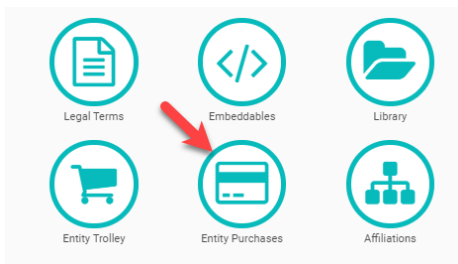 Legal Terms
Embeddables
Library
Entity Trolley
Entity Purchases
Affiliations